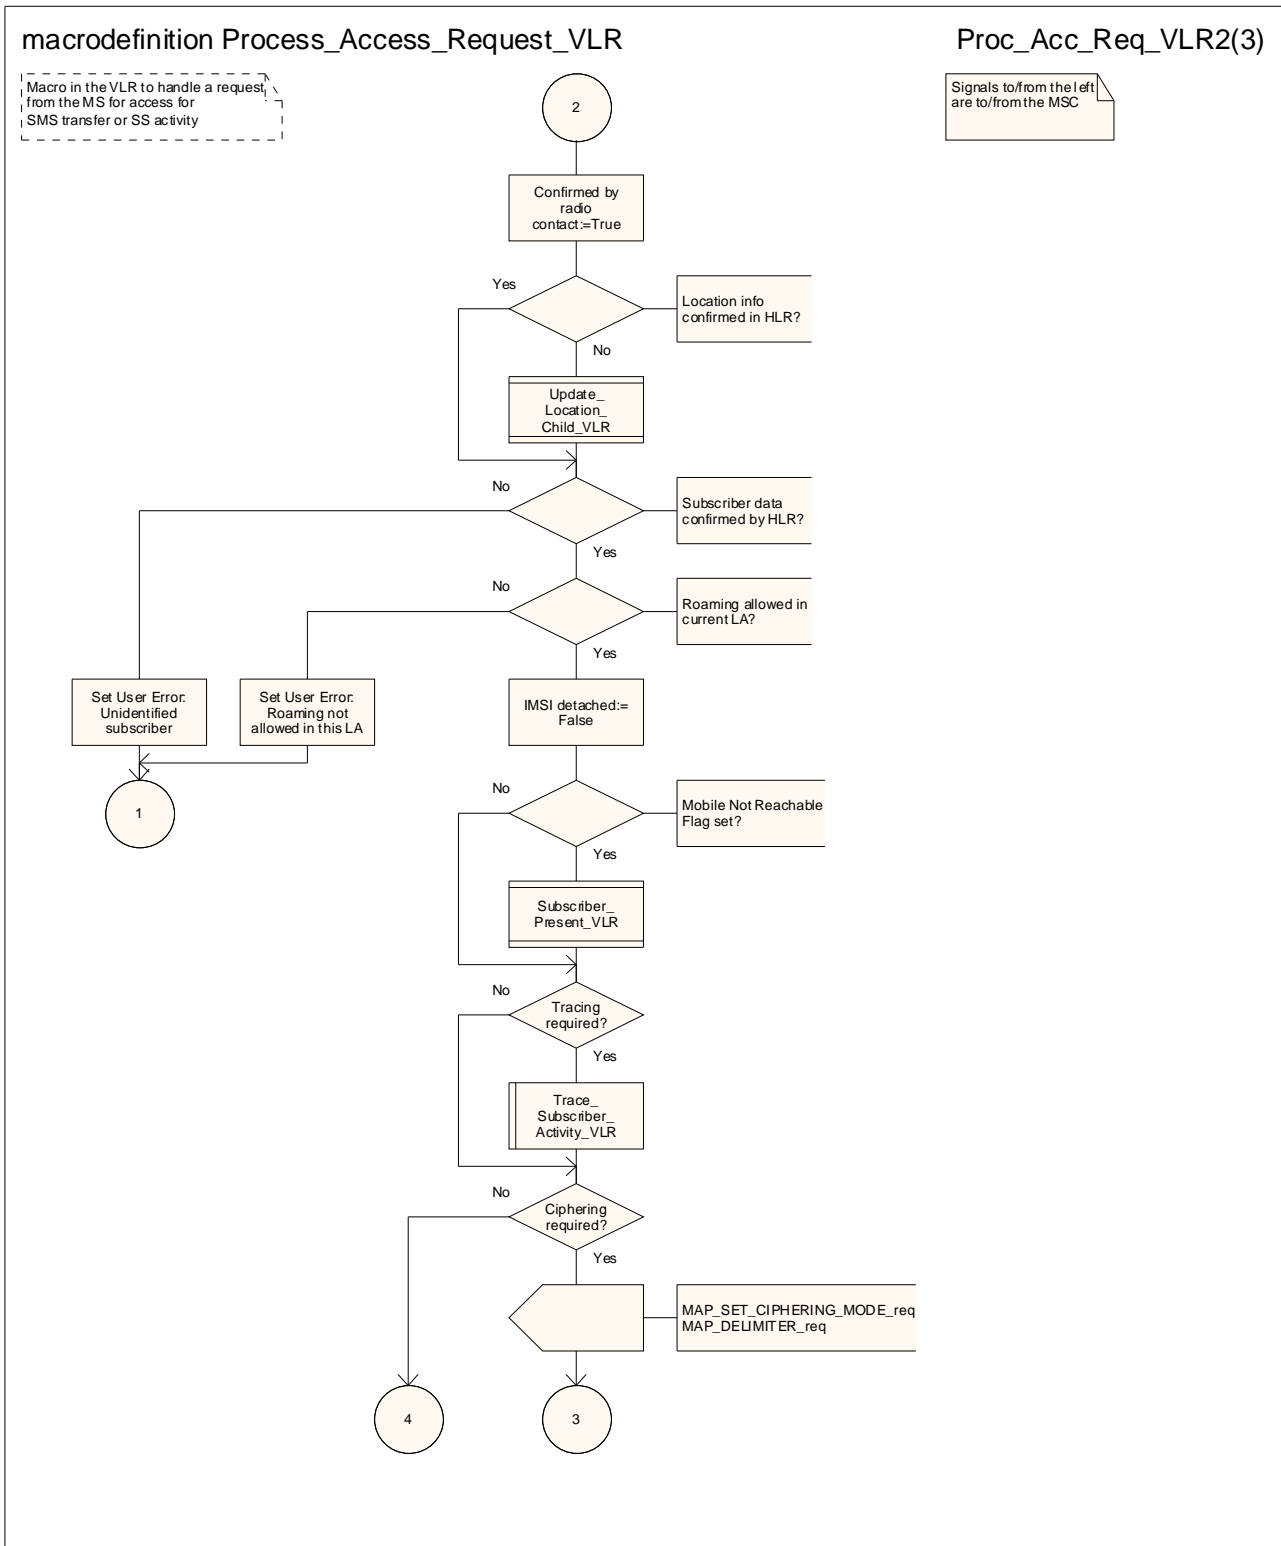 macrodefinition Process_Access_Request_VLR
Proc_Acc_Req_VLR2(3)
Macro in the VLR to handle a request
from the MS for access for
SMS transfer or SS activity
2
Signals to/from the left
are to/from the MSC
Confirmed by
radio
contact:=True
Yes
Location info
confirmed in HLR?
No
Update_
Location_
Child_VLR
No
Subscriber data
confirmed by HLR?
Yes
No
Roaming allowed in
current LA?
Yes
Set User Error:
Unidentified
subscriber
Set User Error:
Roaming not
allowed in this LA
IMSI detached:=
False
1
No
Mobile Not Reachable
Flag set?
Yes
Subscriber_
Present_VLR
No
Tracing
required?
Yes
Trace_
Subscriber_
Activity_VLR
No
Ciphering
required?
Yes
MAP_SET_CIPHERING_MODE_req
MAP_DELIMITER_req
4
3